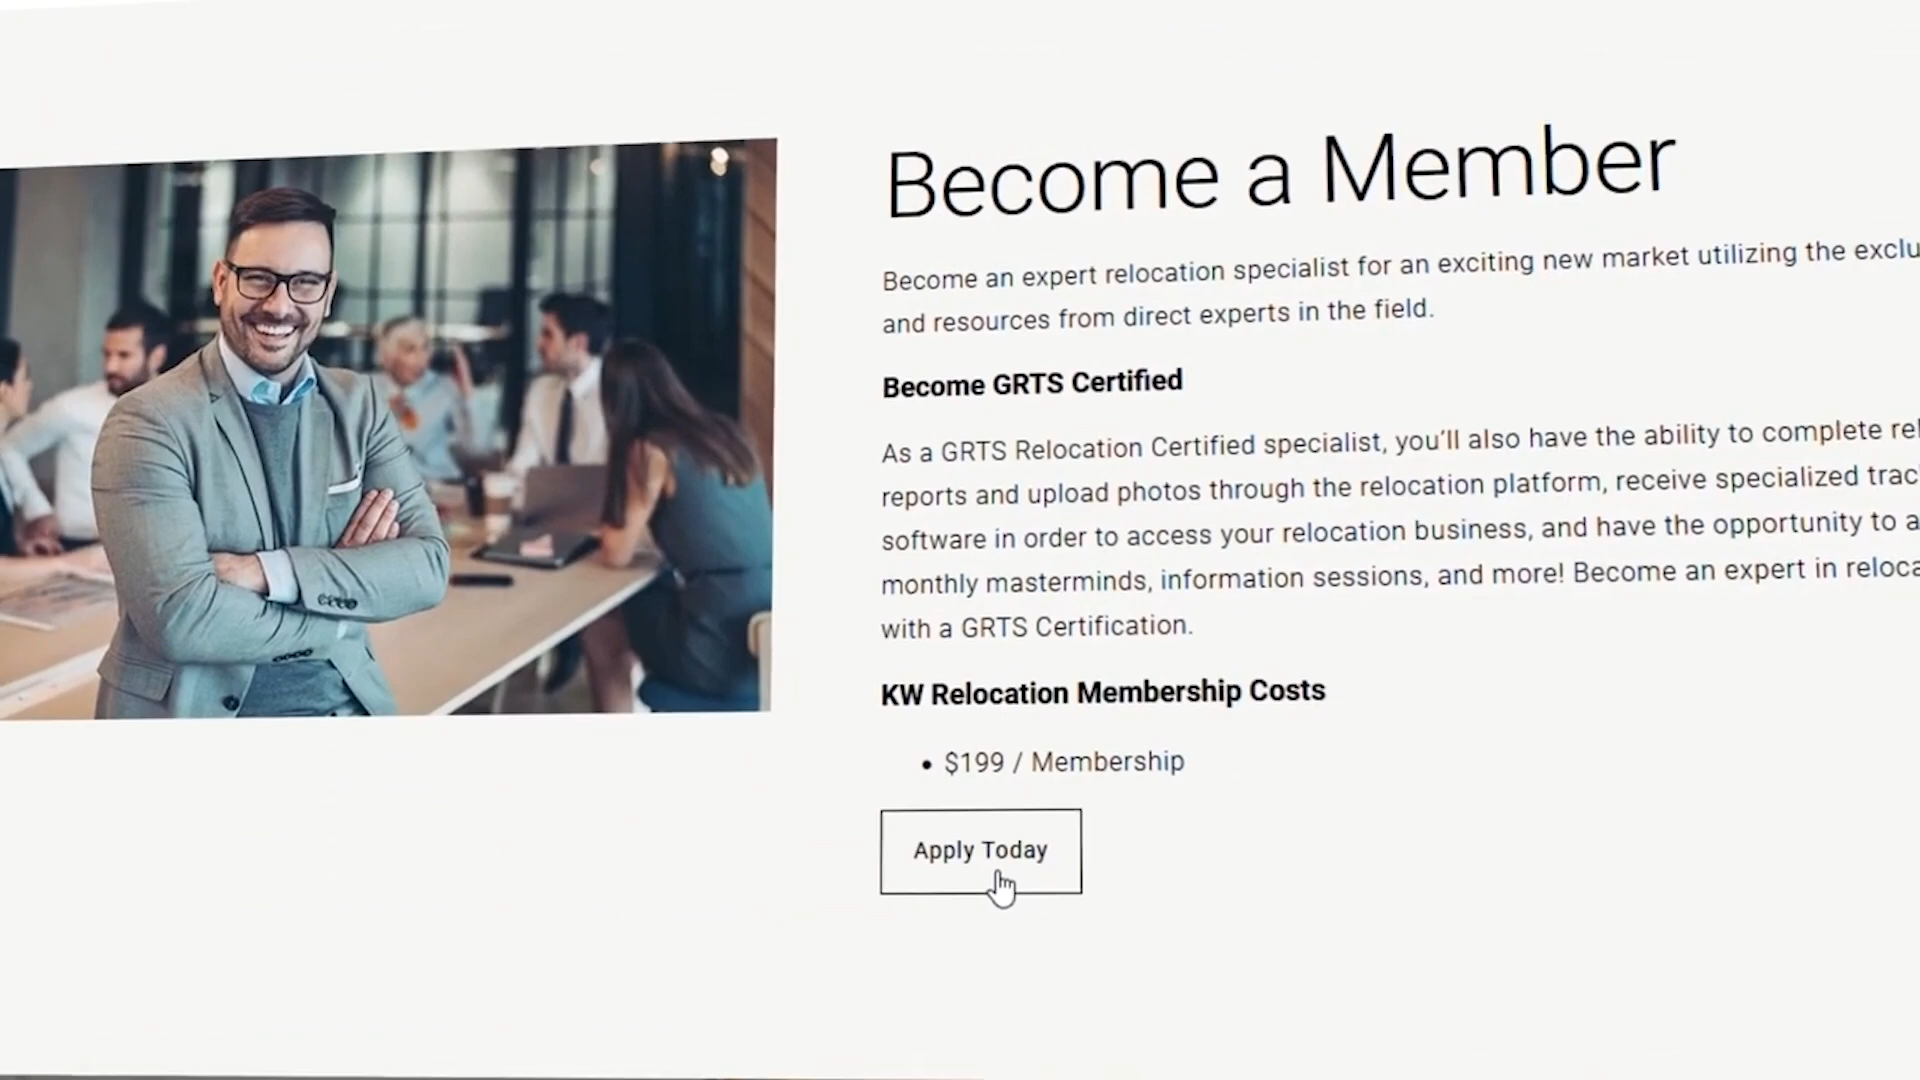 Become a Member
Become an expert relocation specialist for an exciting new market utilizing the
and resources from direct experts in the field.
Become GRTS Certified
As a GRTS Relocation Certified specialist, you’ll also have the ability to complete
reports and upload photos through the relocation platform, receive specialized
software in order to access your relocation business, and have the opportunity to
monthly masterminds, information sessions, and more! Become an expert in
with a GRTS Certification.
KW Relocation Membership Costs
• $199 / Membership
Apply Today